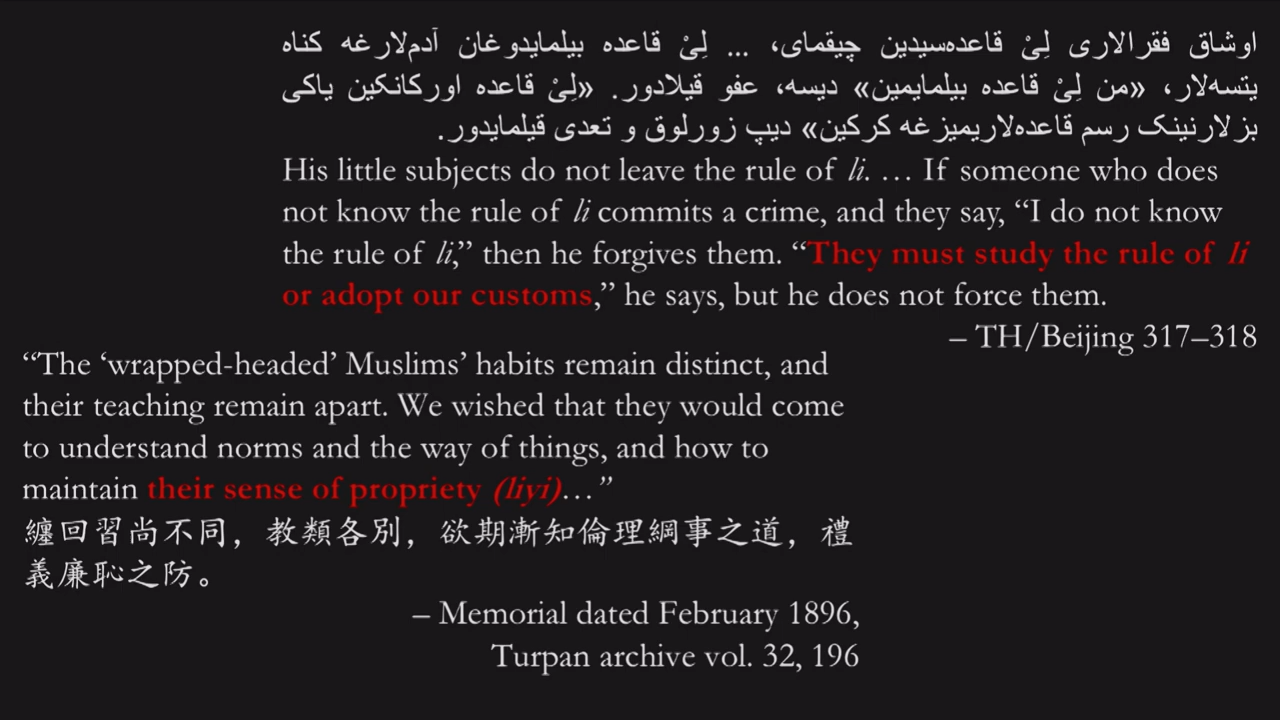 اوشاق فقرالاری لِیْ قاعده‌سیدین چیقمای، ... لِیْ قاعده بیلمایدوغان آدم‌لارغه کناه
یتسه‌لار، «من لِیْ قاعده بیلمایمین» دیسه، عفو قیلادور. «لِیْ قاعده اورکانکین یاکی
بزلارنینک رسم قاعده‌لاریمیزغه کرکین» دیپ زورلوق و تعدی قیلمایدور.
His little subjects do not leave the rule of li. … If someone who does
not know the rule of li commits a crime, and they say, “I do not know
the rule of li,” then he forgives them. “They must study the rule of li
or adopt our customs,” he says, but he does not force them.
– TH/Beijing 317–318
“The ‘wrapped-headed’ Muslims’ habits remain distinct, and
their teaching remain apart. We wished that they would come
to understand norms and the way of things, and how to
maintain their sense of propriety (liyi)…”
纏回習尚不同，教類各別，欲期漸知倫理綱事之道，禮
義廉恥之防。
– Memorial dated February 1896,
Turpan archive vol. 32, 196